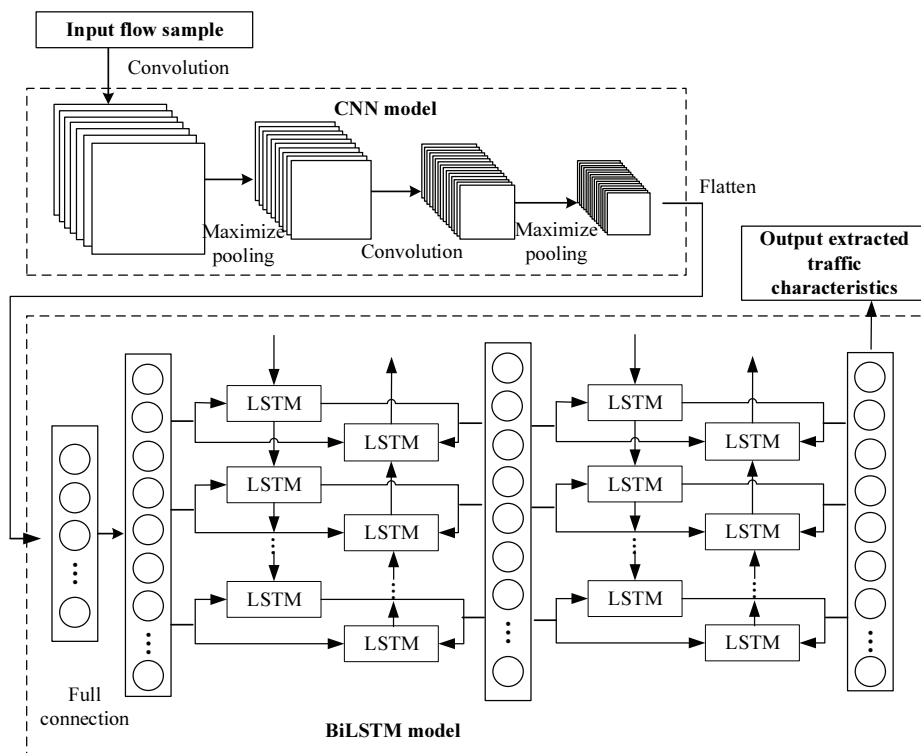 Input flow sample
Convolution
CNN model
Maximize
pooling
Convolution
Maximize
pooling
Flatten
Output extracted
traffic
characteristics
LSTM
LSTM
LSTM
LSTM
LSTM
LSTM
LSTM
LSTM
LSTM
LSTM
LSTM
LSTM
Full
connection
BiLSTM model